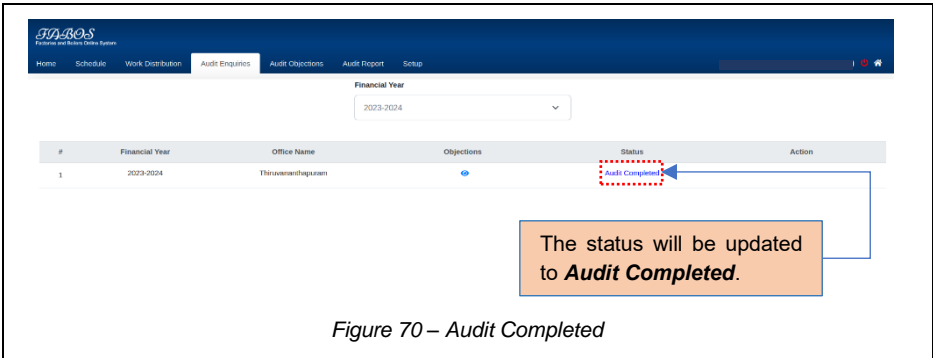 FABOS
Factories and Boilers Online System
Home Schedule Work Distribution Audit Enquiries Audit Objections Audit Report Setup
Financial Year
2023-2024
# Financial Year Office Name Objections Status Action
1 2023-2024 Thiruvananthapuram Audit Completed
The status will be updated
to Audit Completed.
Figure 70 – Audit Completed